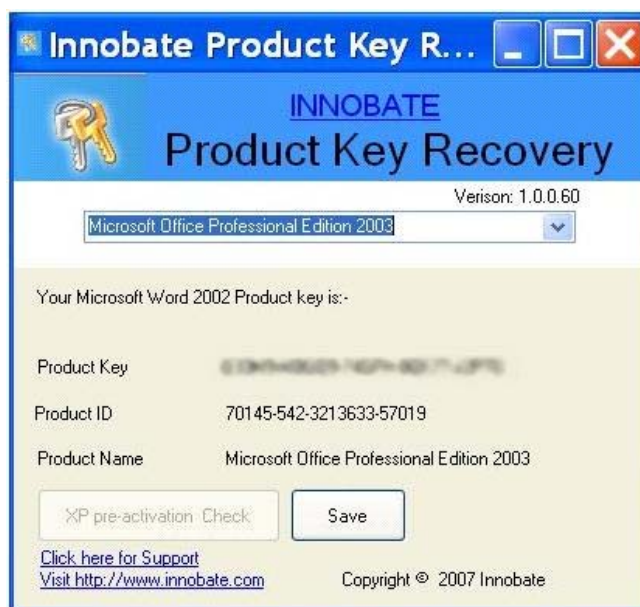 Innobate Product Key R...
INNOBATE
Product Key Recovery
Verison: 1.0.0.60
Microsoft Office Professional Edition 2003
Your Microsoft Word 2002 Product key is:-
Product Key
Product ID 70145-542-3213633-57019
Product Name Microsoft Office Professional Edition 2003
XP pre-activation Check Save
Click here for Support
Visit http://www.innobate.com Copyright © 2007 Innobate